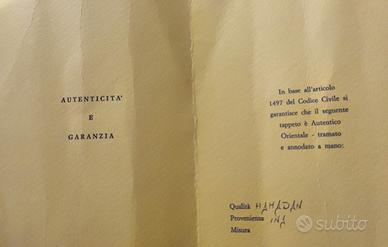 AUTENTICITA'
E
GARANZIA
In base all'articolo
1497 del Codice Civile si
garantisce che il seguente
tappeto è Autentico
Orientale - tramato
e annodato a mano:
Qualità HAMADAN
Provenienza
Misura
subito